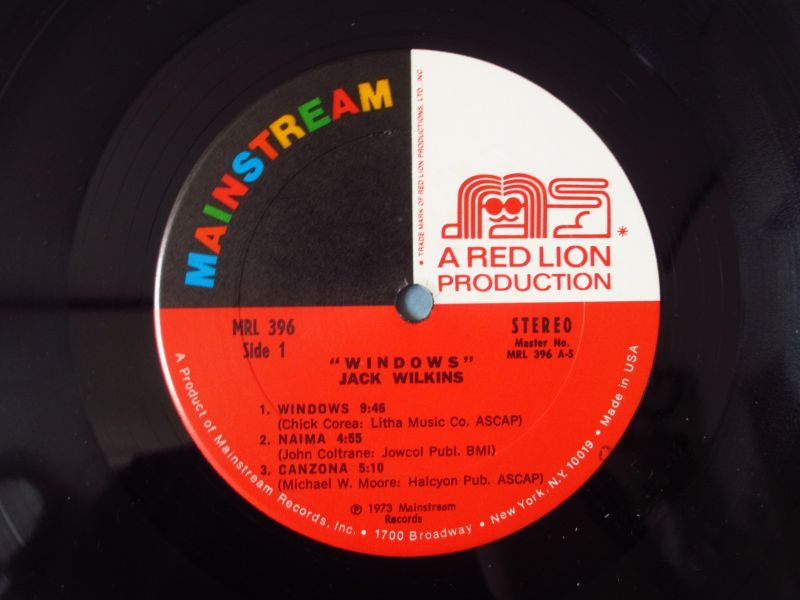 MAINSTREAM
* TRADE MARK OF RED LION PRODUCTIONS, LTD., INC.
*
A RED LION
PRODUCTION
MRL 396
Side 1
STEREO
Master No.
MRL 396 A-S
"WINDOWS"
JACK WILKINS
1. WINDOWS 9:46
(Chick Corea: Litha Music Co. ASCAP)
2. NAIMA 4:55
(John Coltrane: Jowcol Publ. BMI)
3. CANZONA 5:10
(Michael W. Moore: Halcyon Pub. ASCAP)
℗ 1973 Mainstream
Records
A Product of Mainstream Records, Inc. • 1700 Broadway • New York, N.Y. 10019 • Made in USA